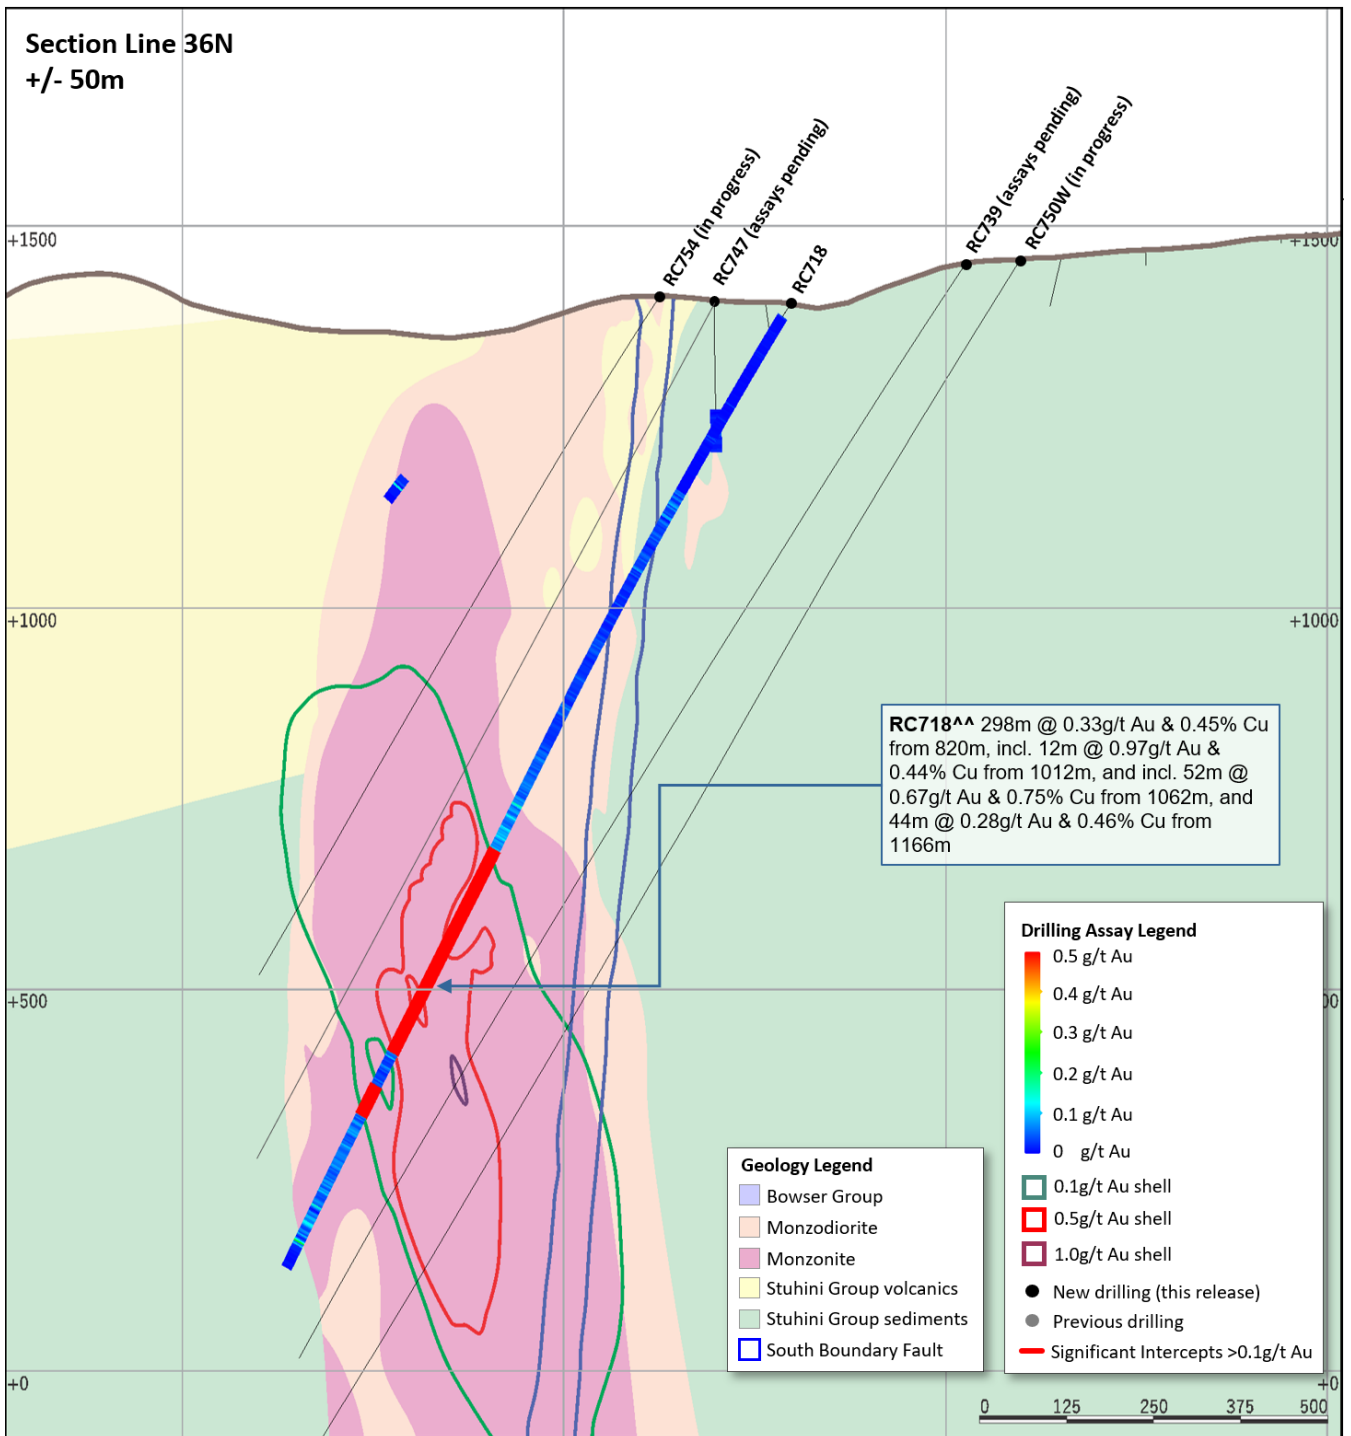 Section Line 36N
+/- 50m
RC754 (in progress)
RC747 (assays pending)
RC718
RC739 (assays pending)
RC750W (in progress)
+1500
+1500
+1000
+1000
RC718^^ 298m @ 0.33g/t Au & 0.45% Cu
from 820m, incl. 12m @ 0.97g/t Au &
0.44% Cu from 1012m, and incl. 52m @
0.67g/t Au & 0.75% Cu from 1062m, and
44m @ 0.28g/t Au & 0.46% Cu from
1166m
+500
00
Drilling Assay Legend
0.5 g/t Au
0.4 g/t Au
0.3 g/t Au
0.2 g/t Au
0.1 g/t Au
0 g/t Au
0.1g/t Au shell
0.5g/t Au shell
1.0g/t Au shell
New drilling (this release)
Previous drilling
Significant Intercepts >0.1g/t Au
Geology Legend
Bowser Group
Monzodiorite
Monzonite
Stuhini Group volcanics
Stuhini Group sediments
South Boundary Fault
+0
+0
0 125 250 375 500